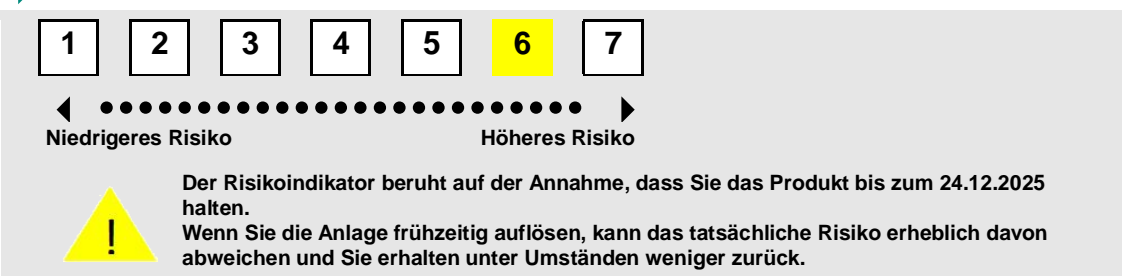 1 2 3 4 5 6 7
Niedrigeres Risiko Höheres Risiko
Der Risikoindikator beruht auf der Annahme, dass Sie das Produkt bis zum 24.12.2025
halten.
!
Wenn Sie die Anlage frühzeitig auflösen, kann das tatsächliche Risiko erheblich davon
abweichen und Sie erhalten unter Umständen weniger zurück.